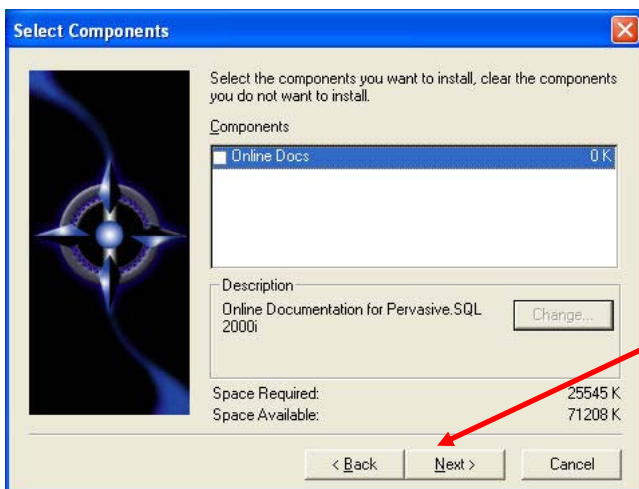 Select Components
Select the components you want to install, clear the components
you do not want to install.
Components
Online Docs 0 K
Description
Online Documentation for Pervasive.SQL
2000i
Change...
Space Required: 25545 K
Space Available: 71208 K
< Back Next > Cancel